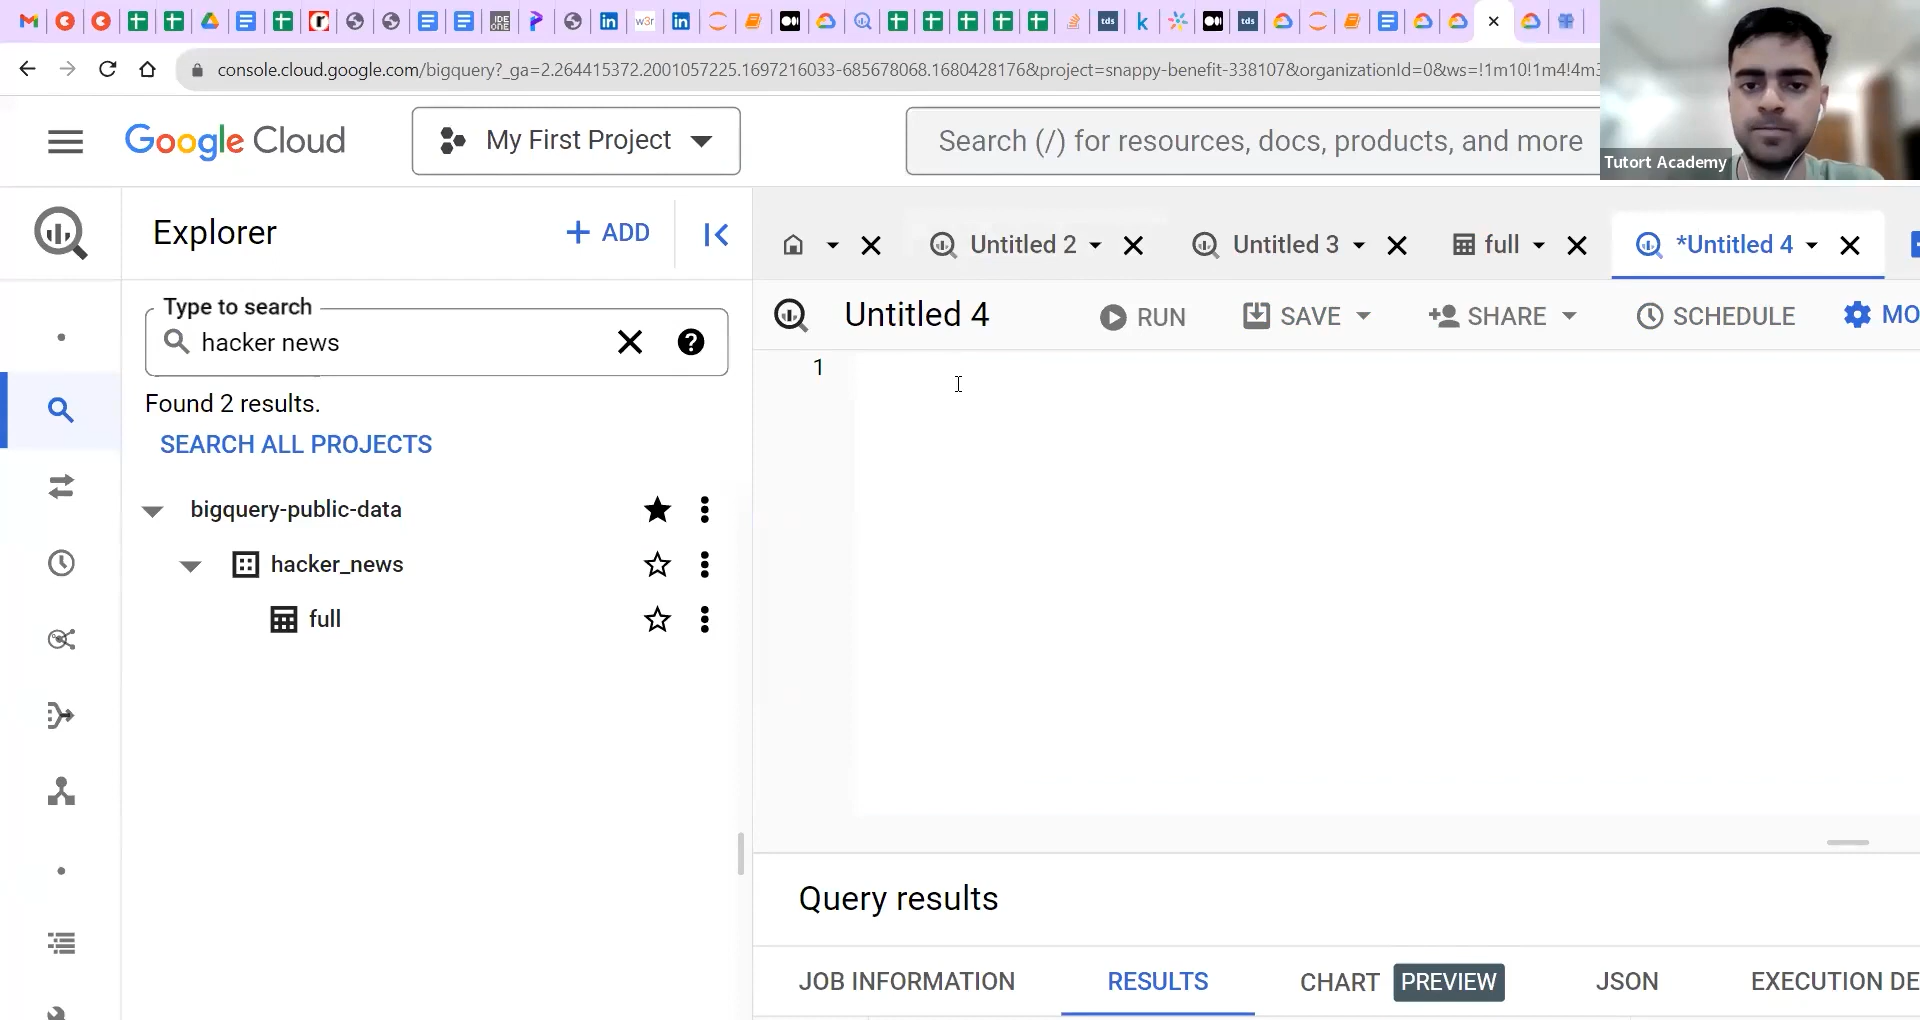 w3r
tds
k
tds
console.cloud.google.com/bigquery?_ga=2.264415372.2001057225.1697216033-685678068.1680428176&project=snappy-benefit-338107&organizationId=0&ws=!1m10!1m4!4m3
Google Cloud
My First Project
Search (/) for resources, docs, products, and more
Tutort Academy
Explorer
+ ADD
Untitled 2
Untitled 3
full
*Untitled 4
Type to search
hacker news
Untitled 4
RUN
SAVE
SHARE
SCHEDULE
MO
1
Found 2 results.
SEARCH ALL PROJECTS
bigquery-public-data
hacker_news
full
Query results
JOB INFORMATION
RESULTS
CHART
PREVIEW
JSON
EXECUTION DE